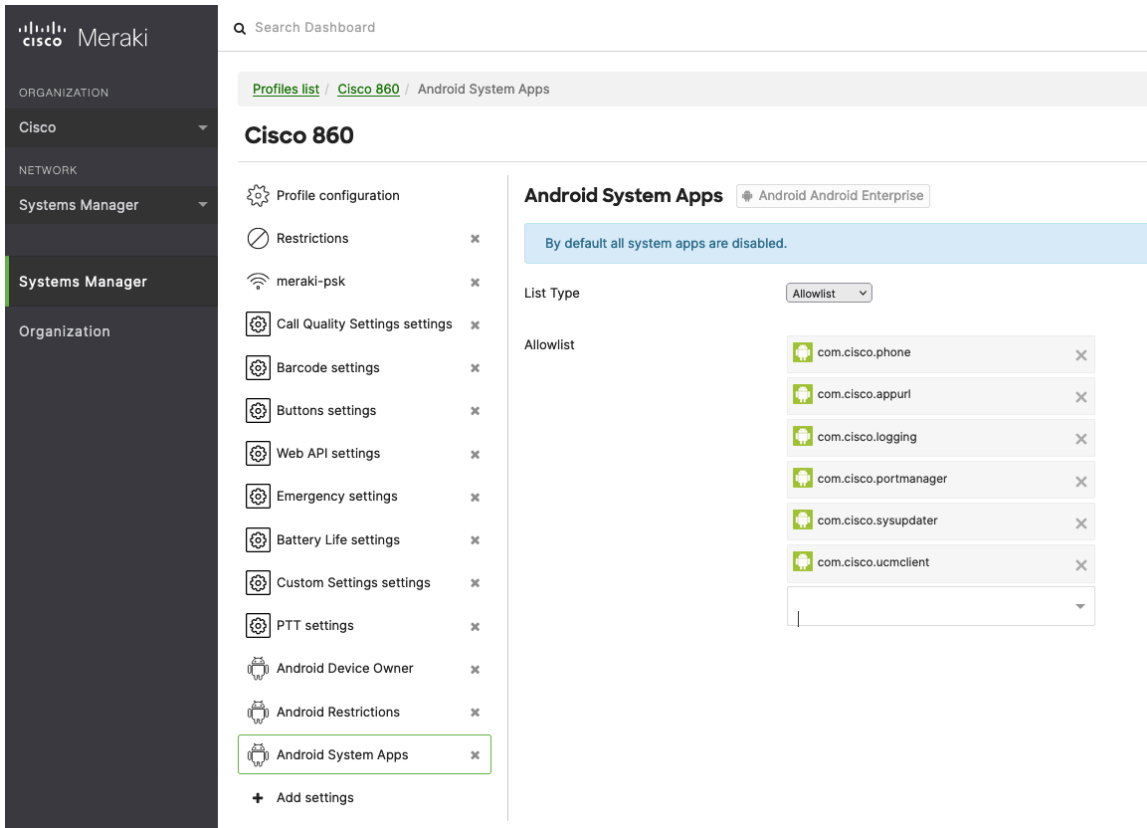 cisco Meraki
Search Dashboard
ORGANIZATION
Cisco
NETWORK
Systems Manager
Systems Manager
Organization
Profiles list / Cisco 860 / Android System Apps
Cisco 860
Profile configuration
Restrictions
meraki-psk
Call Quality Settings settings
Barcode settings
Buttons settings
Web API settings
Emergency settings
Battery Life settings
Custom Settings settings
PTT settings
Android Device Owner
Android Restrictions
Android System Apps
+ Add settings
Android System Apps Android Android Enterprise
By default all system apps are disabled.
List Type Allowlist
Allowlist
com.cisco.phone
com.cisco.appurl
com.cisco.logging
com.cisco.portmanager
com.cisco.sysupdater
com.cisco.ucmclient